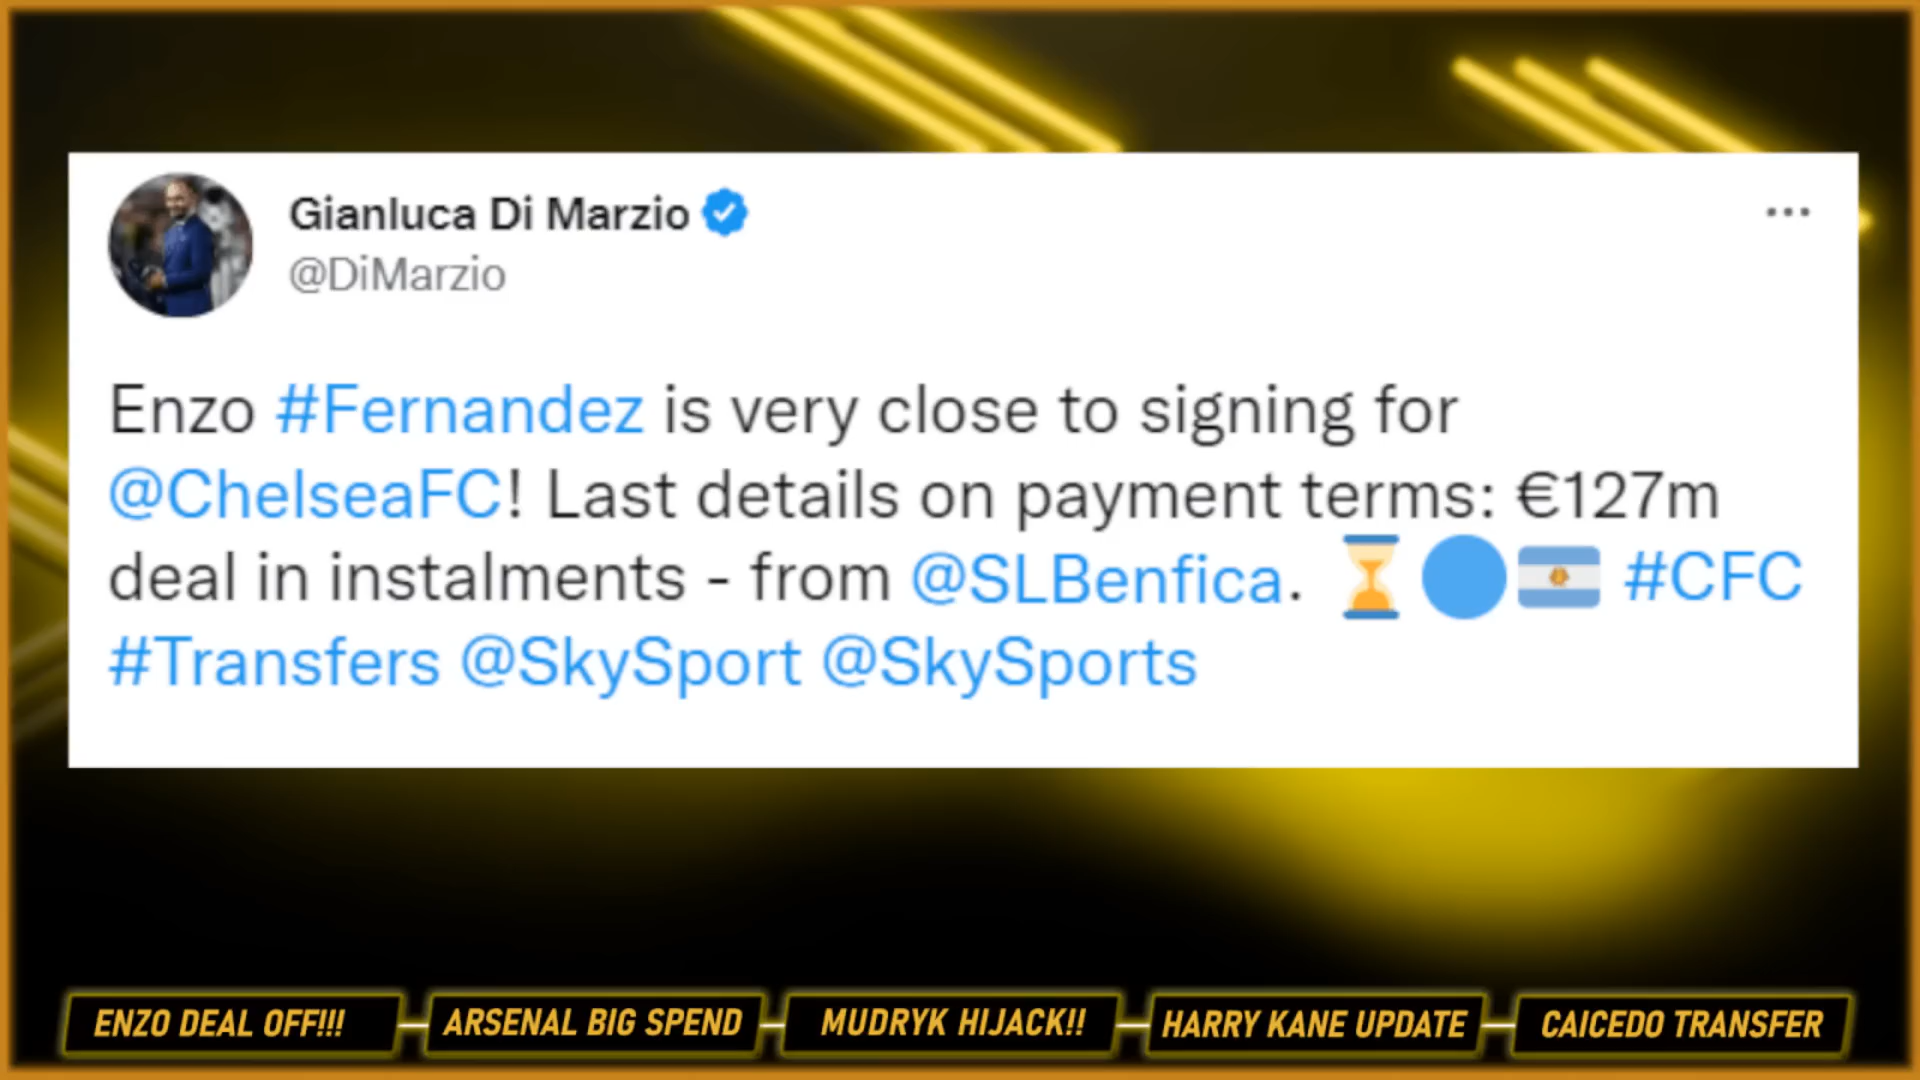 Gianluca Di Marzio
@DiMarzio
Enzo #Fernandez is very close to signing for
@ChelseaFC! Last details on payment terms: €127m
deal in instalments - from @SLBenfica. ⏳🔵🇦🇷 #CFC
#Transfers @SkySport @SkySports
ENZO DEAL OFF!!! ARSENAL BIG SPEND MUDRYK HIJACK!! HARRY KANE UPDATE CAICEDO TRANSFER